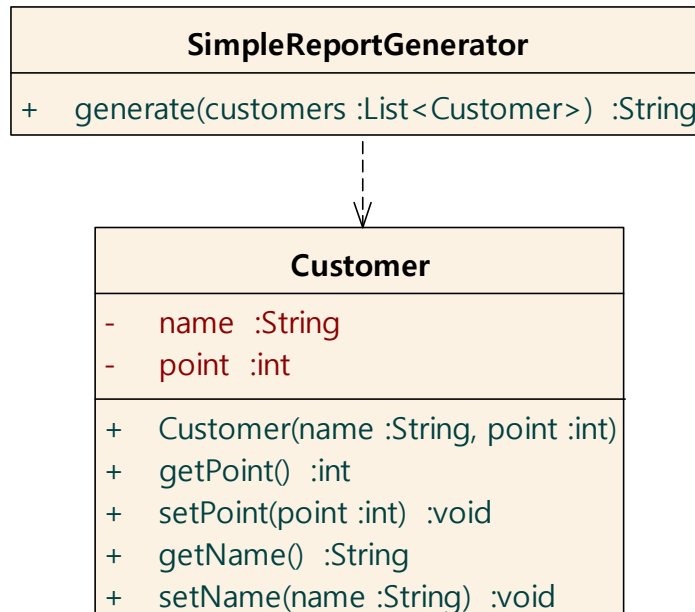 SimpleReportGenerator
+ generate(customers :List<Customer>) :String
Customer
- name :String
- point :int
+ Customer(name :String, point :int)
+ getPoint() :int
+ setPoint(point :int) :void
+ getName() :String
+ setName(name :String) :void